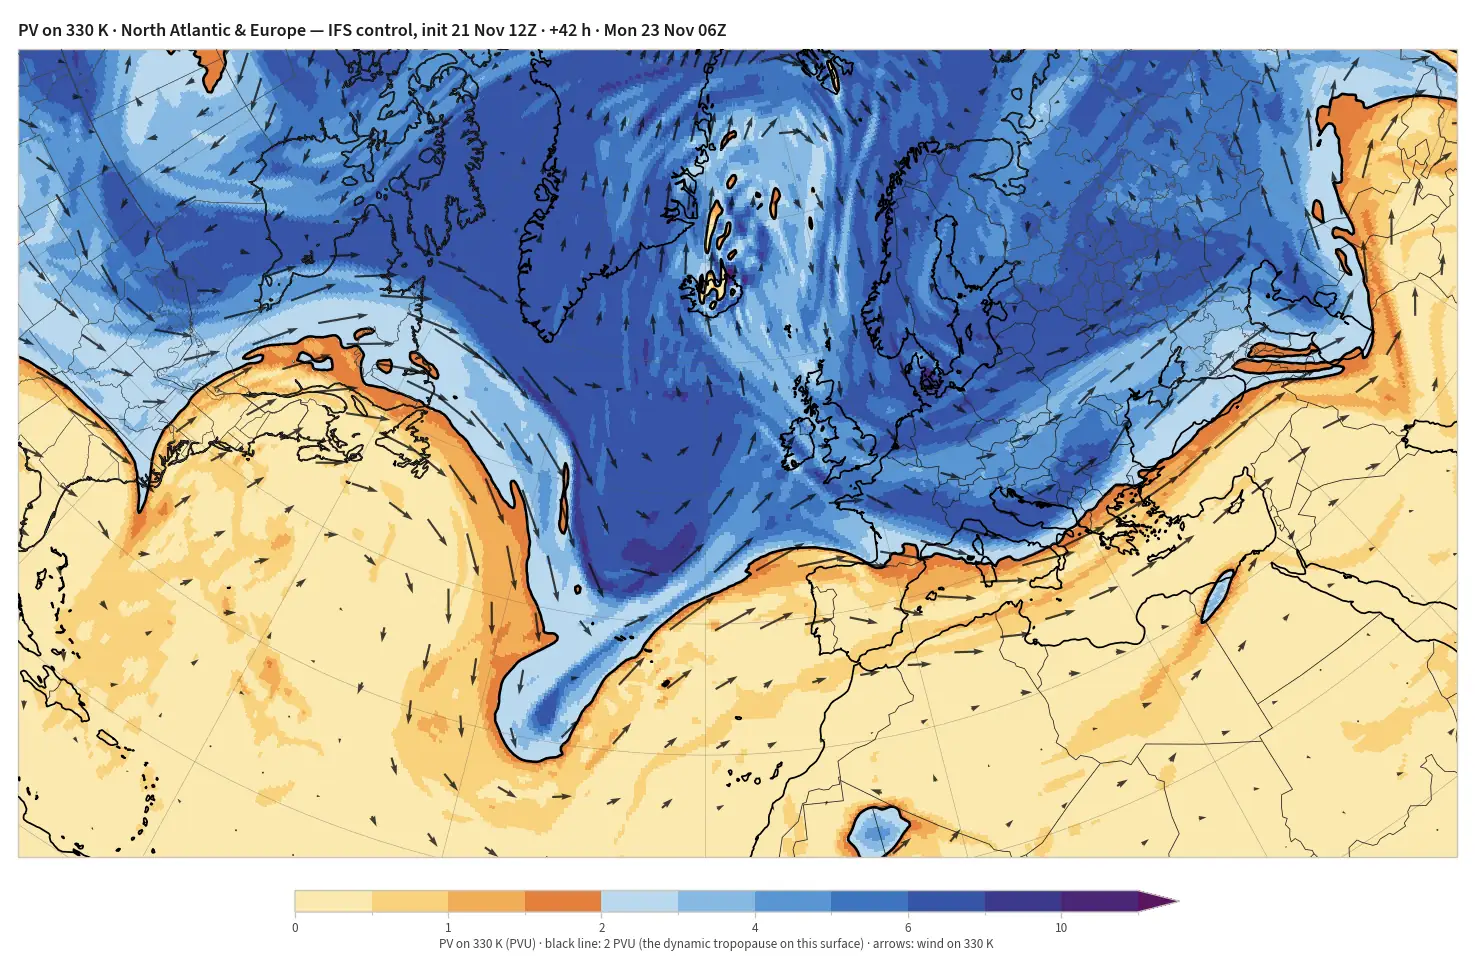 PV on 330 K · North Atlantic & Europe — IFS control, init 21 Nov 12Z · +42 h · Mon 23 Nov 06Z
0 1 2 4 6 10
PV on 330 K (PVU) · black line: 2 PVU (the dynamic tropopause on this surface) · arrows: wind on 330 K